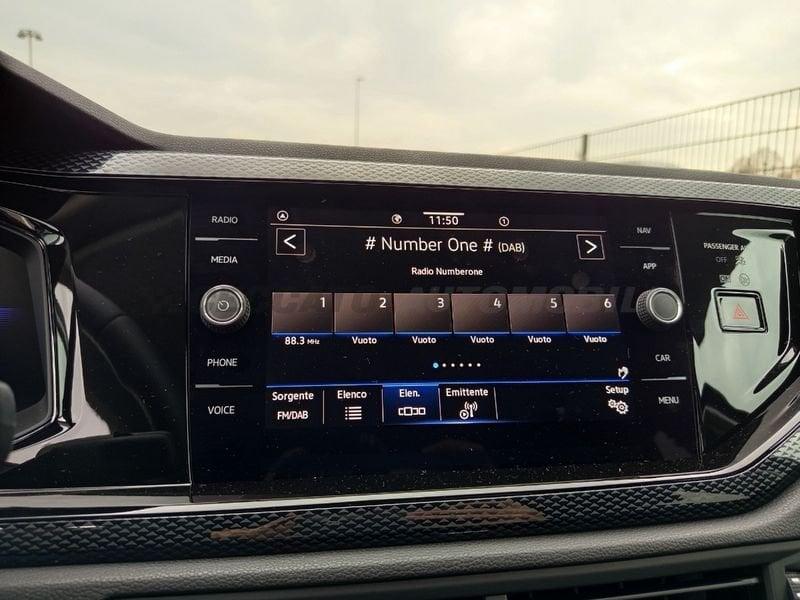 RADIO
MEDIA
PHONE
VOICE
11:50
# Number One # (DAB)
Radio Numberone
1 2 3 4 5 6
88.3 MHz Vuoto Vuoto Vuoto Vuoto Vuoto
Sorgente Elenco Elen. Emittente Setup
FM/DAB
NAV
APP
CAR
MENU
PASSENGER
OFF
AUTOMOBIL